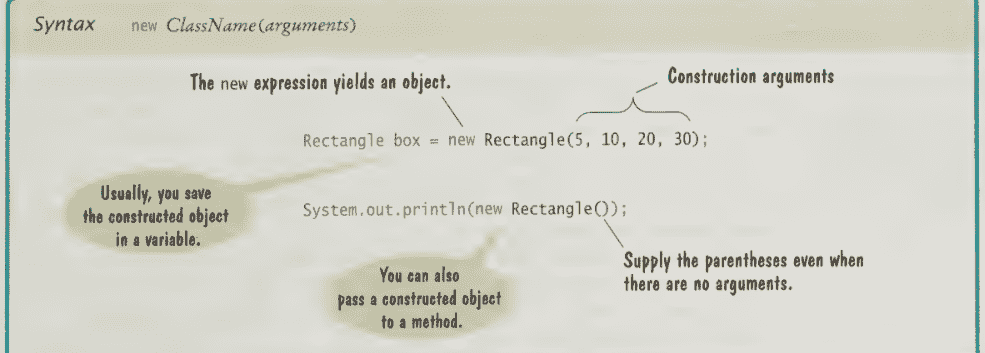 Syntax new ClassName(arguments)
The new expression yields an object.
Construction arguments
Rectangle box = new Rectangle(5, 10, 20, 30);
Usually, you save
the constructed object
in a variable.
System.out.println(new Rectangle());
You can also
pass a constructed object
to a method.
Supply the parentheses even when
there are no arguments.